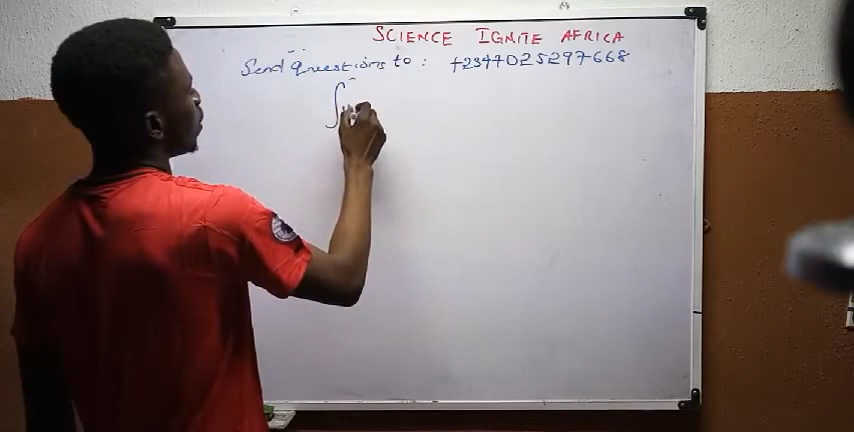 SCIENCE IGNITE AFRICA
Send questions to : +2347025297668
∫